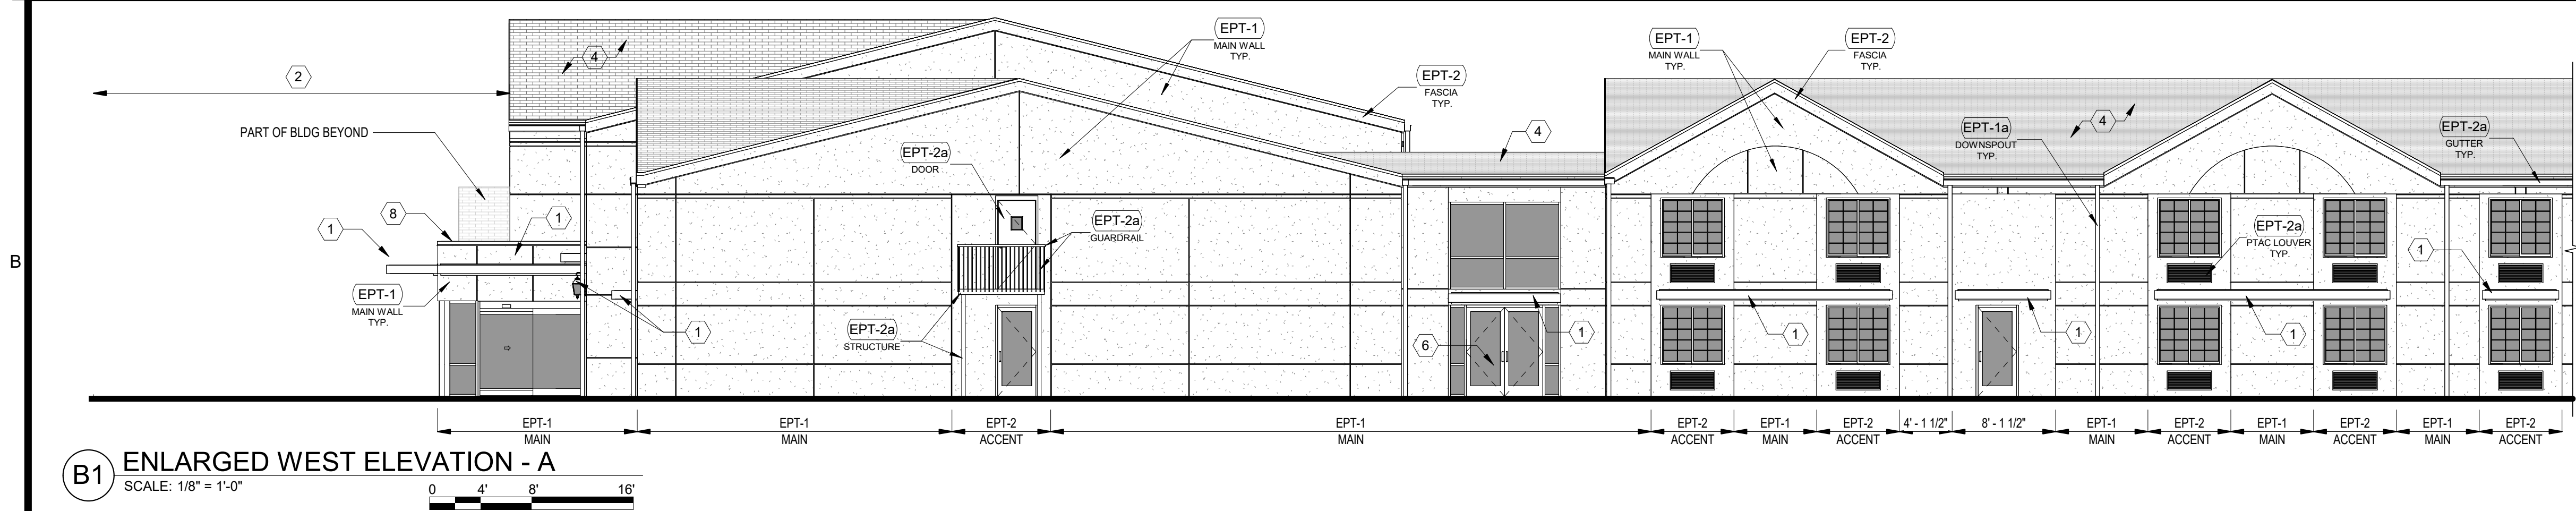 EPT-1
MAIN WALL
TYP.
EPT-1
MAIN WALL
TYP.
EPT-2
FASCIA
TYP.
4
2
EPT-2
FASCIA
TYP.
PART OF BLDG BEYOND
4
4
EPT-1a
DOWNSPOUT
TYP.
EPT-2a
GUTTER
TYP.
EPT-2a
DOOR
8
1
1
EPT-2a
GUARDRAIL
EPT-2a
PTAC LOUVER
TYP.
1
B
EPT-1
MAIN WALL
TYP.
1
EPT-2a
STRUCTURE
6
1
1
1
1
EPT-1
MAIN
EPT-1
MAIN
EPT-2
ACCENT
EPT-1
MAIN
EPT-2
ACCENT
EPT-1
MAIN
EPT-2
ACCENT
4' - 1 1/2"
8' - 1 1/2"
EPT-1
MAIN
EPT-2
ACCENT
EPT-1
MAIN
EPT-2
ACCENT
EPT-1
MAIN
EPT-2
ACCENT
B1
ENLARGED WEST ELEVATION - A
SCALE: 1/8" = 1'-0"
0 4' 8' 16'